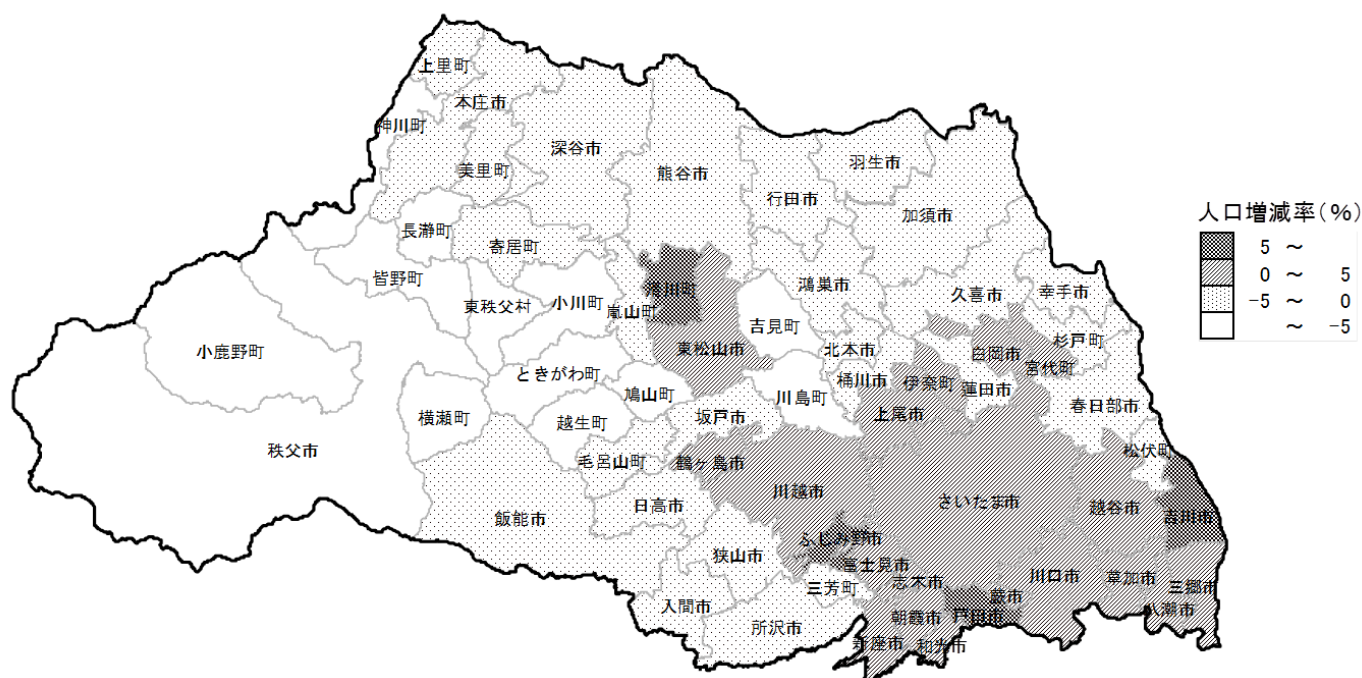 上里町
本庄市
神川町
美里町
深谷市
熊谷市
行田市
羽生市
加須市
長瀞町
寄居町
皆野町
東秩父村
小川町
嵐山町
滑川町
東松山市
吉見町
鴻巣市
久喜市
幸手市
杉戸町
北本市
桶川市
伊奈町
白岡市
宮代町
蓮田市
春日部市
小鹿野町
秩父市
横瀬町
ときがわ町
越生町
鳩山町
毛呂山町
坂戸市
川島町
上尾市
松伏町
鶴ヶ島市
川越市
さいたま市
越谷市
吉川市
飯能市
日高市
狭山市
ふじみ野市
富士見市
三芳町
志木市
川口市
草加市
三郷市
八潮市
蕨市
戸田市
朝霞市
入間市
所沢市
新座市
和光市
人口増減率(%)
5 ～
0 ～ 5
-5 ～ 0
～ -5